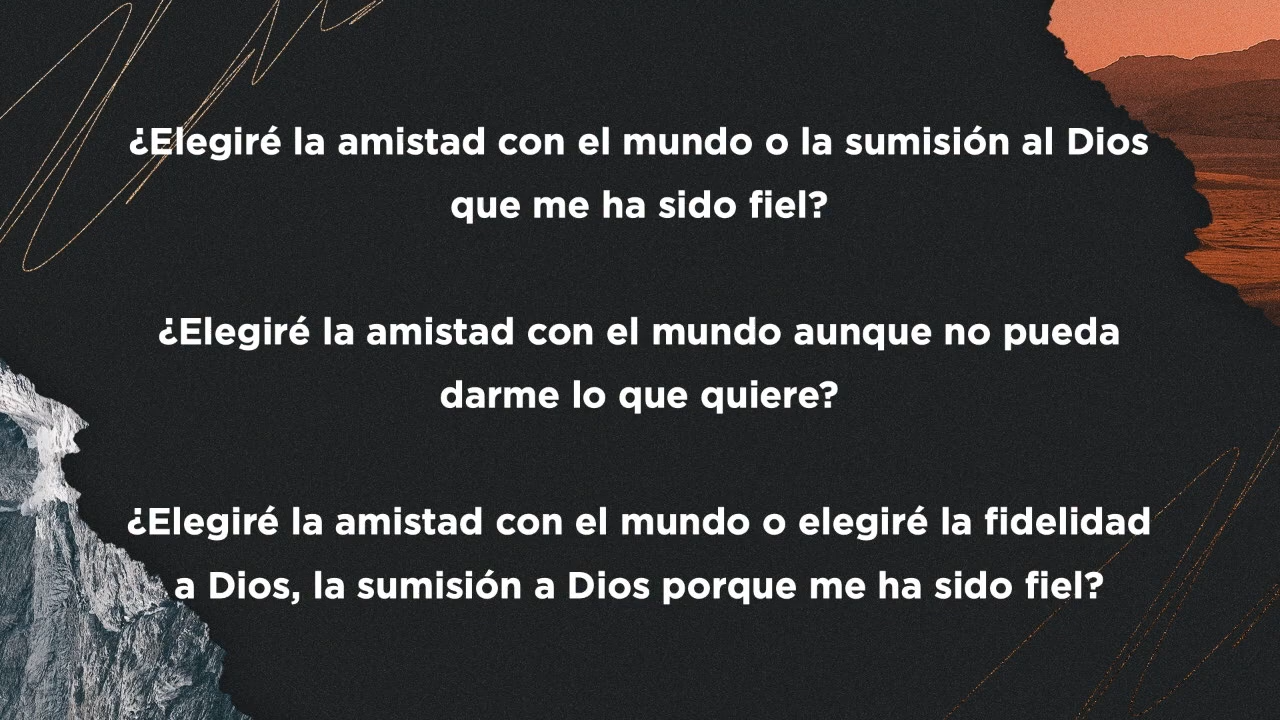 ¿Elegiré la amistad con el mundo o la sumisión al Dios
que me ha sido fiel?
¿Elegiré la amistad con el mundo aunque no pueda
darme lo que quiere?
¿Elegiré la amistad con el mundo o elegiré la fidelidad
a Dios, la sumisión a Dios porque me ha sido fiel?